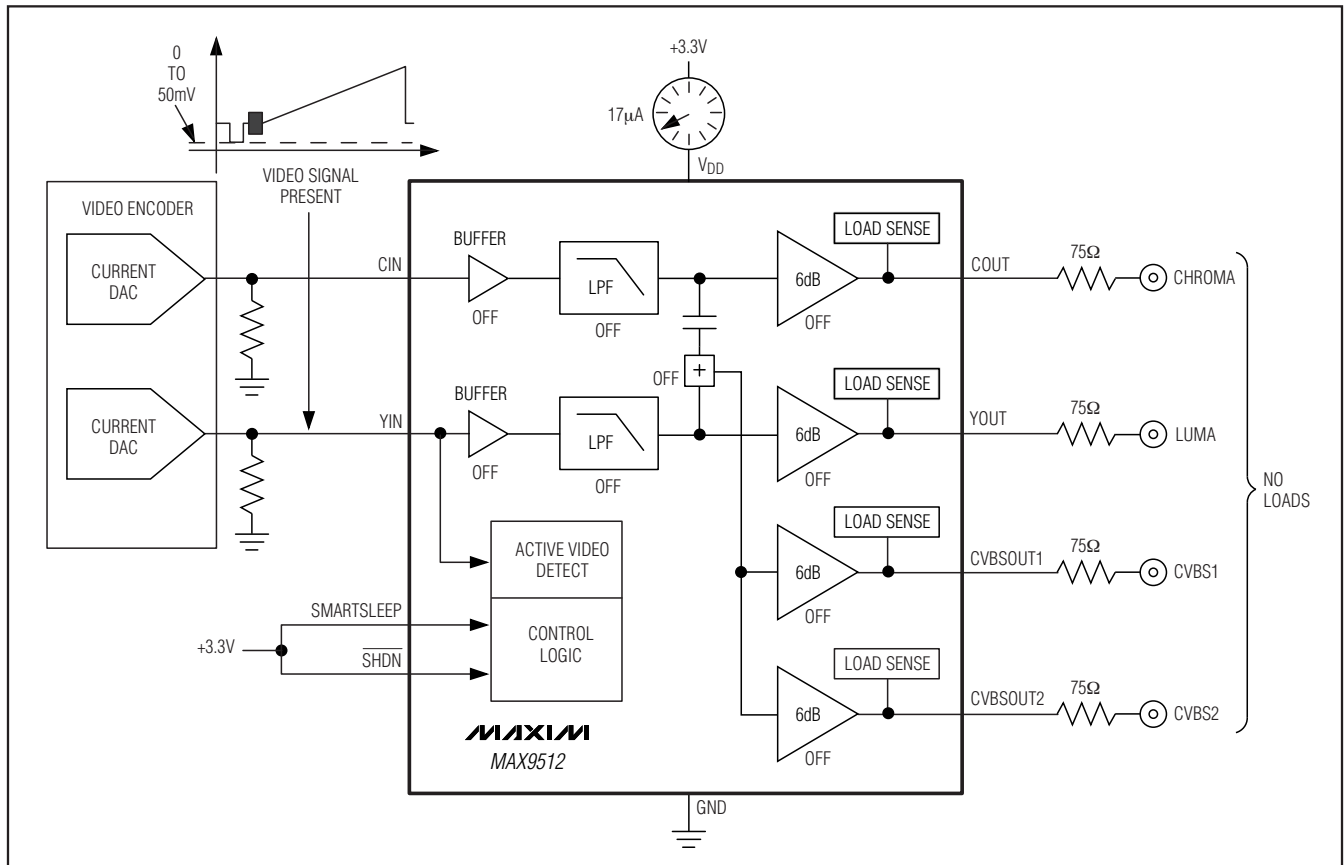 0
TO
50mV
+3.3V
17μA
VDD
VIDEO SIGNAL
PRESENT
VIDEO ENCODER
CURRENT
DAC
CIN
BUFFER
OFF
LPF
OFF
6dB
OFF
LOAD SENSE
COUT
75Ω
CHROMA
OFF
+
CURRENT
DAC
YIN
BUFFER
OFF
LPF
OFF
6dB
OFF
LOAD SENSE
YOUT
75Ω
LUMA
NO
LOADS
ACTIVE VIDEO
DETECT
SMARTSLEEP
+3.3V
SHDN
CONTROL
LOGIC
6dB
OFF
LOAD SENSE
CVBSOUT1
75Ω
CVBS1
6dB
OFF
LOAD SENSE
CVBSOUT2
75Ω
CVBS2
MAXIM
MAX9512
GND